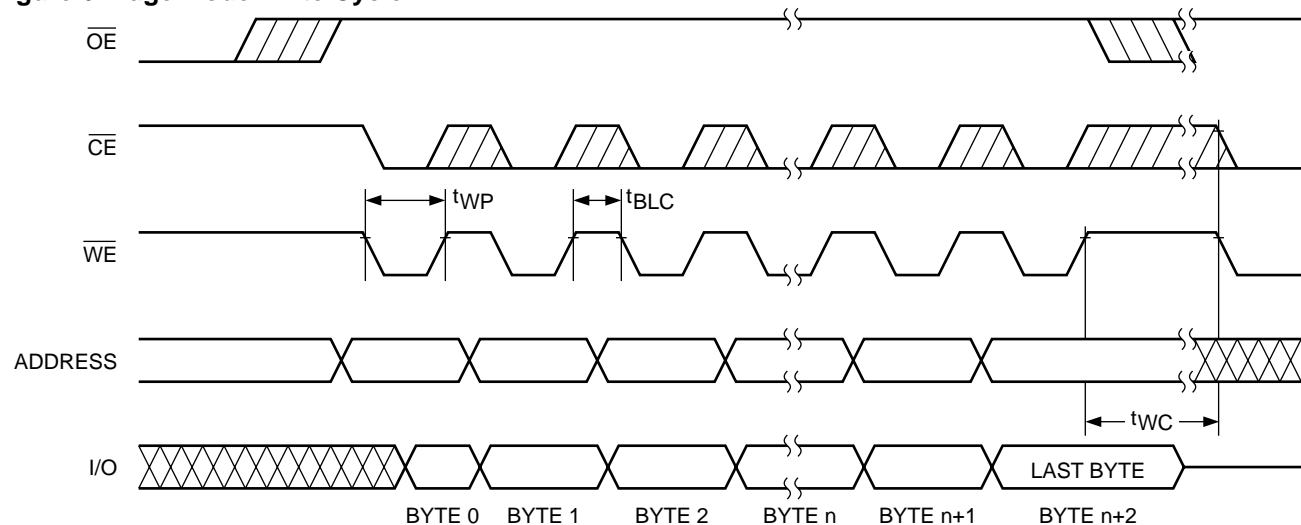 OE
CE
tWP
tBLC
WE
ADDRESS
tWC
I/O
LAST BYTE
BYTE 0 BYTE 1 BYTE 2 BYTE n BYTE n+1 BYTE n+2